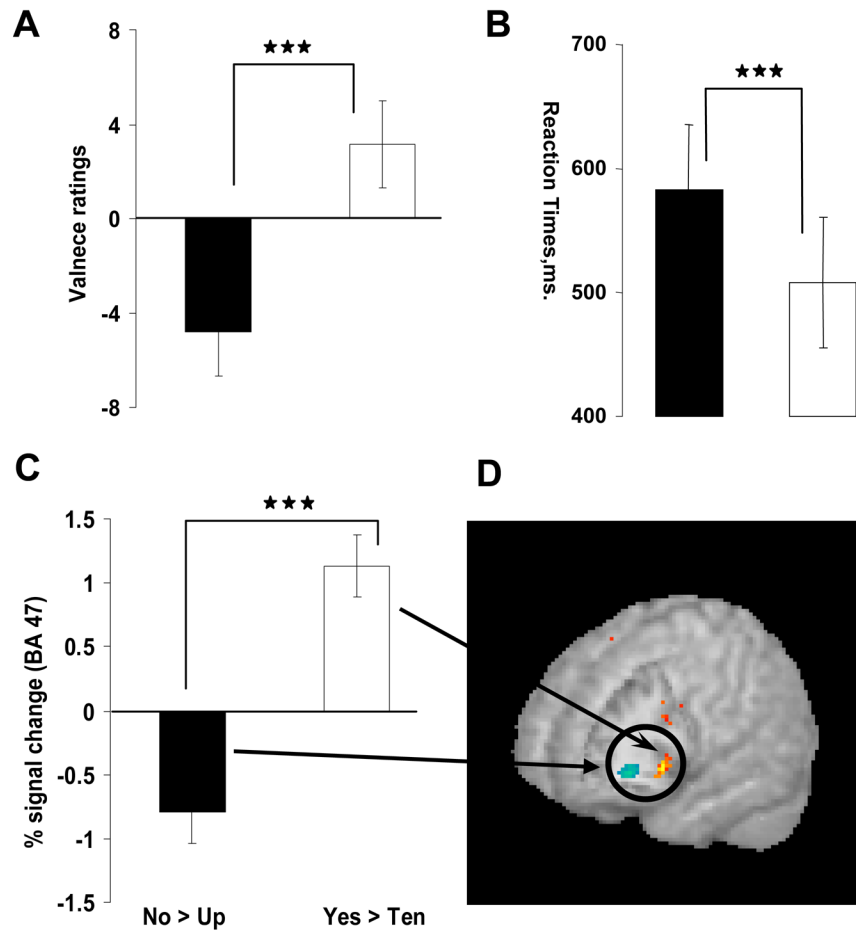 A
8
4
0
-4
-8
Valnece ratings
★★★
B
700
600
500
400
Reaction Times,ms.
★★★
C
1.5
1
0.5
0
-0.5
-1
-1.5
% signal change (BA 47)
★★★
No > Up
Yes > Ten
D